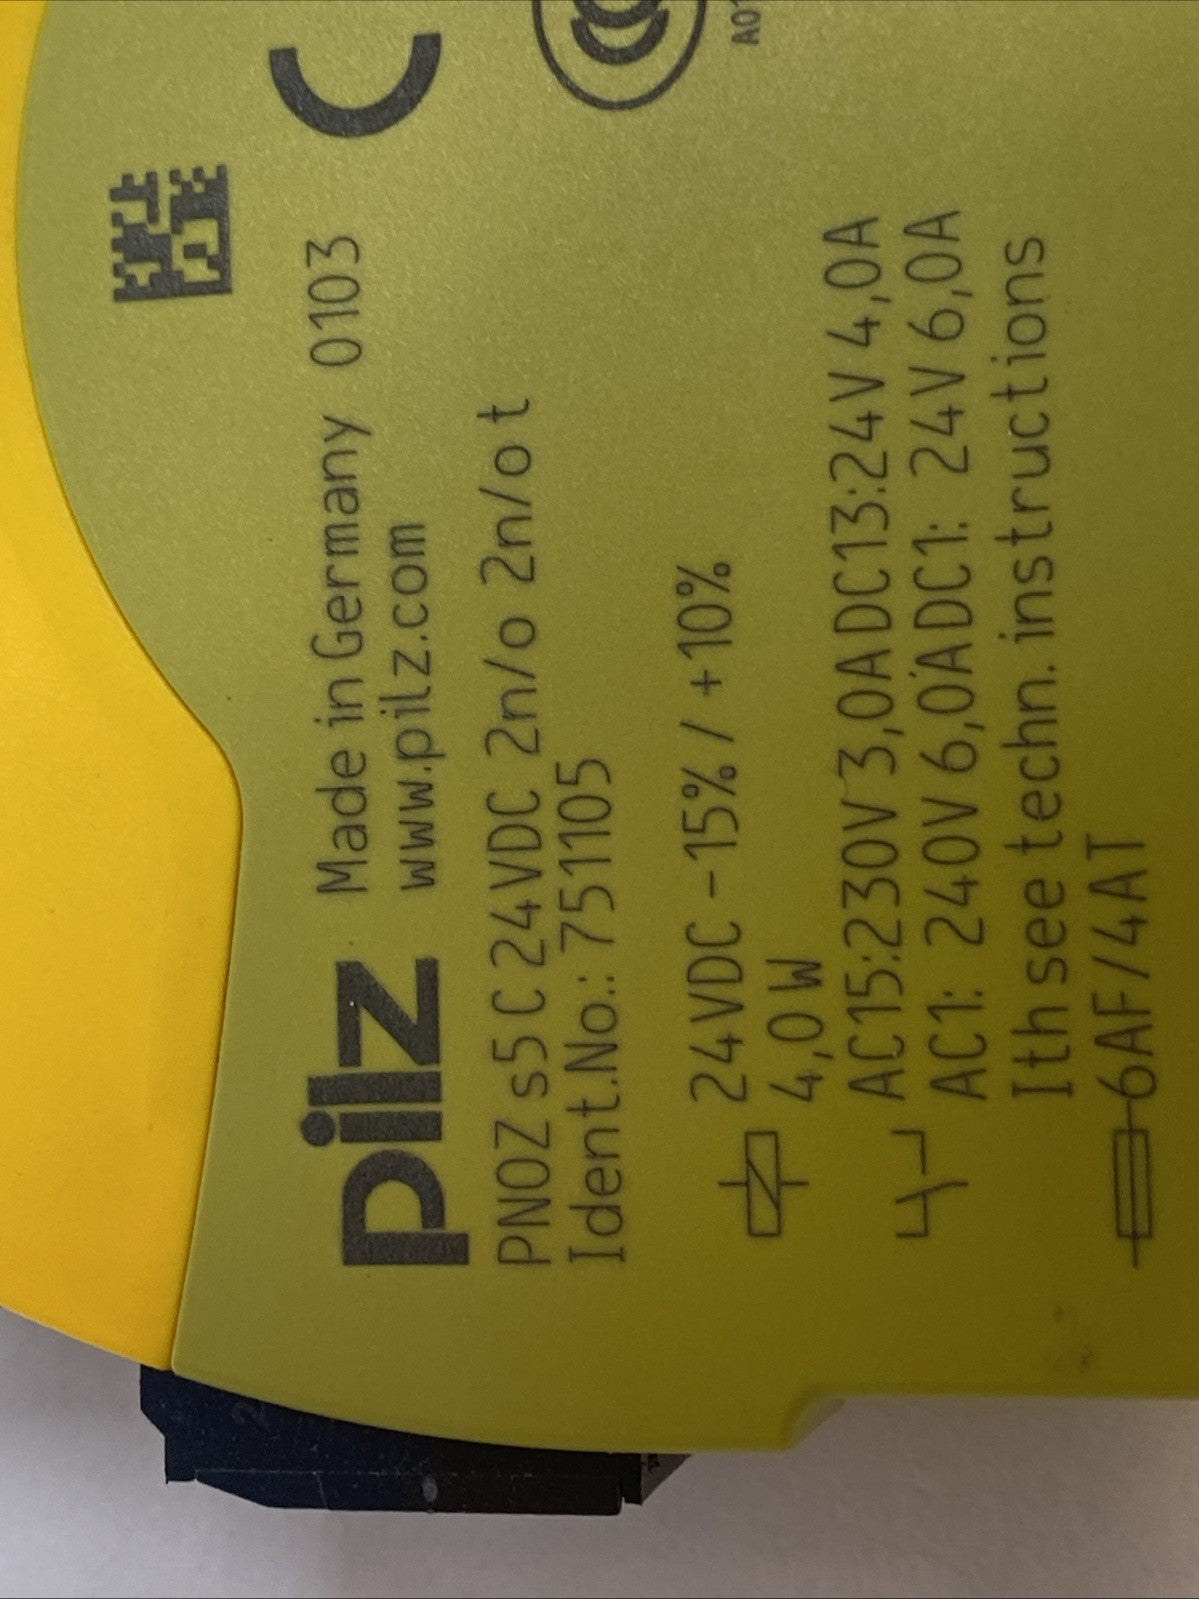 pilz
Made in Germany 0103
www.pilz.com
C
PNOZ s5 C 24VDC 2n/o 2n/o t
Ident.No.: 751105
24VDC -15% / +10%
4,0 W
AC15:230V 3,0A DC13:24V 4,0A
AC1: 240V 6,0A DC1: 24V 6,0A
Ith see techn. instructions
6AF/4AT